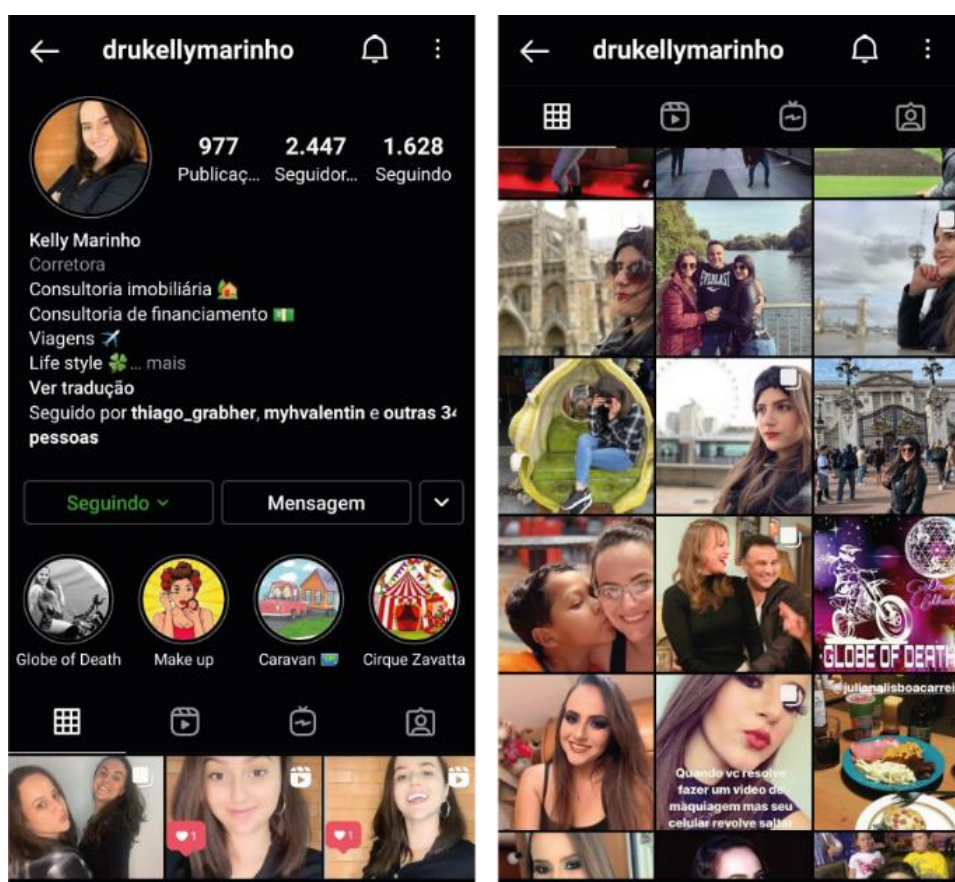 drukellymarinho
977 2.447 1.628
Publicaç... Seguidor... Seguindo
Kelly Marinho
Corretora
Consultoria imobiliária
Consultoria de financiamento
Viagens
Life style ... mais
Ver tradução
Seguido por thiago_grabher, myhvalentin e outras 34
pessoas
Seguindo
Mensagem
Globe of Death
Make up
Caravan
Cirque Zavatta
1
1
drukellymarinho
EVERLAST
GLOBE OF DEATH
@julianalisboacarrei
Quando vc resolve
fazer um video de
maquiagem mas seu
celular revolve saltar